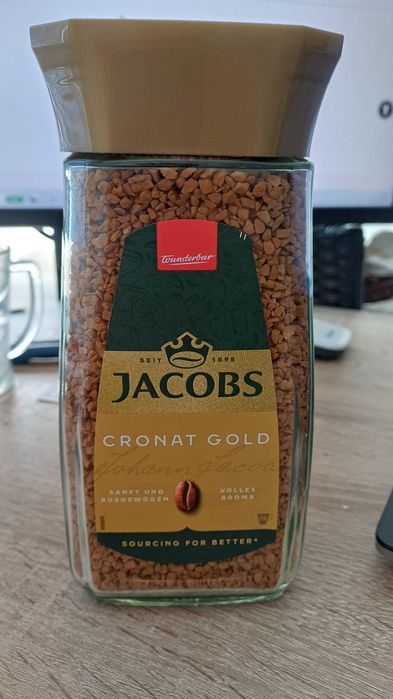 Wunderbar
SEIT 1895
JACOBS
CRONAT GOLD
Johann Jacobs
SANFT UND
AUSGEWOGEN
VOLLES
AROMA
SOURCING FOR BETTER*